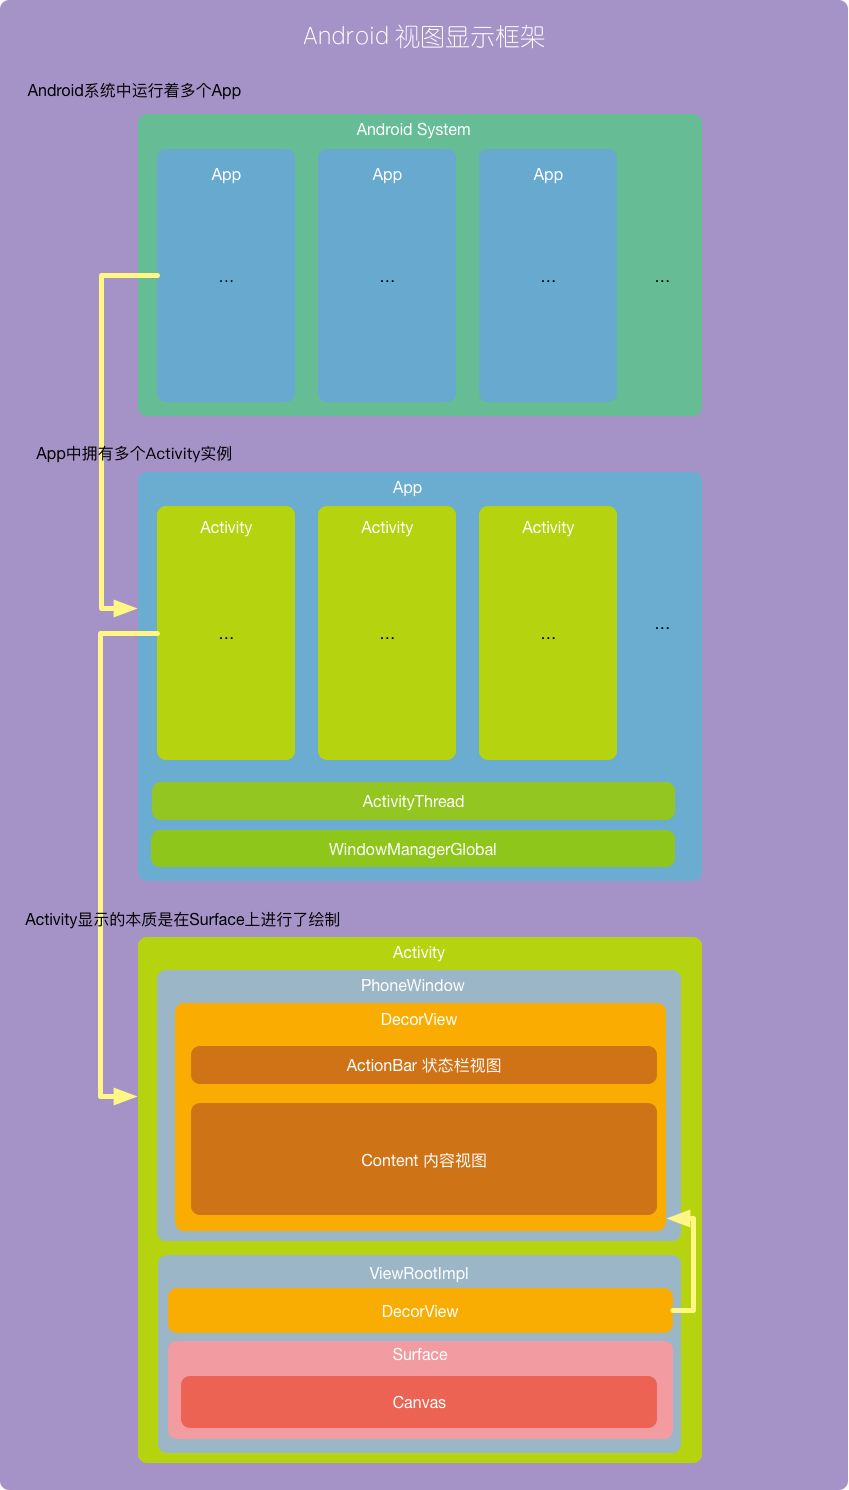 Android 视图显示框架
Android系统中运行着多个App
Android System
App App App
... ... ... ...
App中拥有多个Activity实例
App
Activity Activity Activity
... ... ... ...
ActivityThread
WindowManagerGlobal
Activity显示的本质是在Surface上进行了绘制
Activity
PhoneWindow
DecorView
ActionBar 状态栏视图
Content 内容视图
ViewRootImpl
DecorView
Surface
Canvas